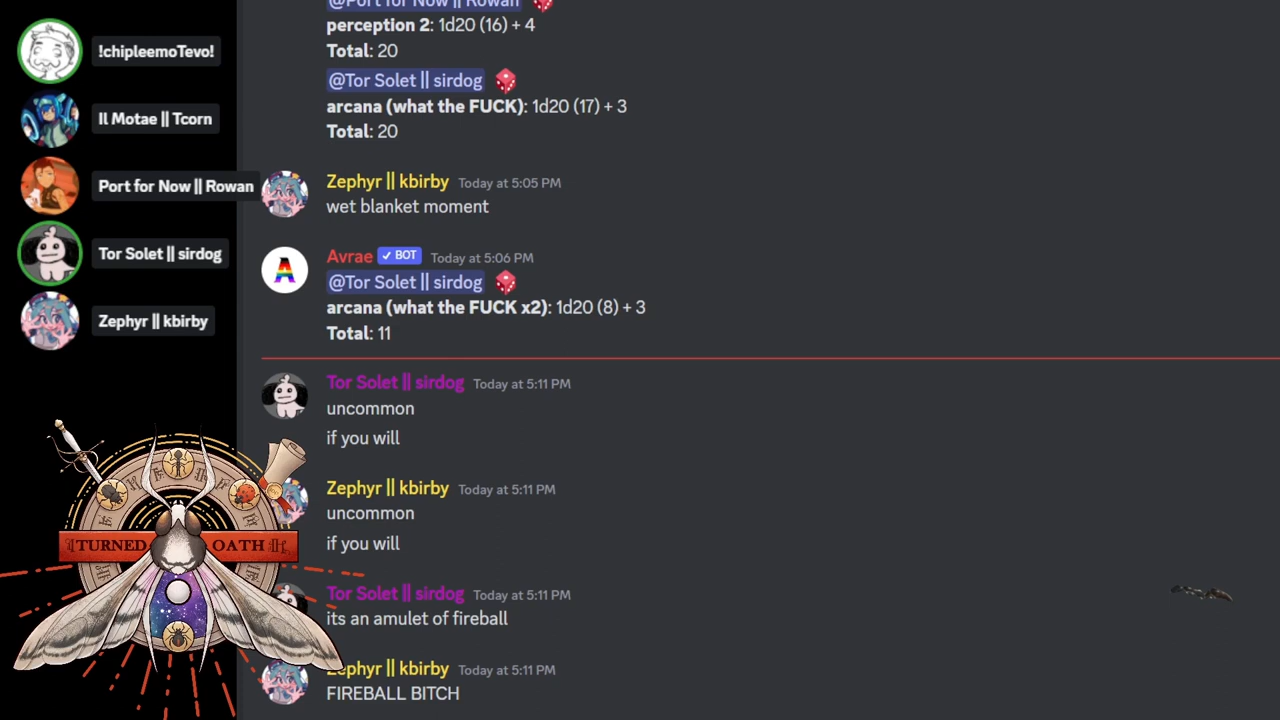 !chipleemoTevo!
Il Motae || Tcorn
Port for Now || Rowan
Tor Solet || sirdog
Zephyr || kbirby
TURNED OATH
@Port for Now || Rowan
perception 2: 1d20 (16) + 4
Total: 20
@Tor Solet || sirdog
arcana (what the FUCK): 1d20 (17) + 3
Total: 20
Zephyr || kbirby Today at 5:05 PM
wet blanket moment
A
Avrae ✓ BOT Today at 5:06 PM
@Tor Solet || sirdog
arcana (what the FUCK x2): 1d20 (8) + 3
Total: 11
Tor Solet || sirdog Today at 5:11 PM
uncommon
if you will
Zephyr || kbirby Today at 5:11 PM
uncommon
if you will
Tor Solet || sirdog Today at 5:11 PM
its an amulet of fireball
Zephyr || kbirby Today at 5:11 PM
FIREBALL BITCH